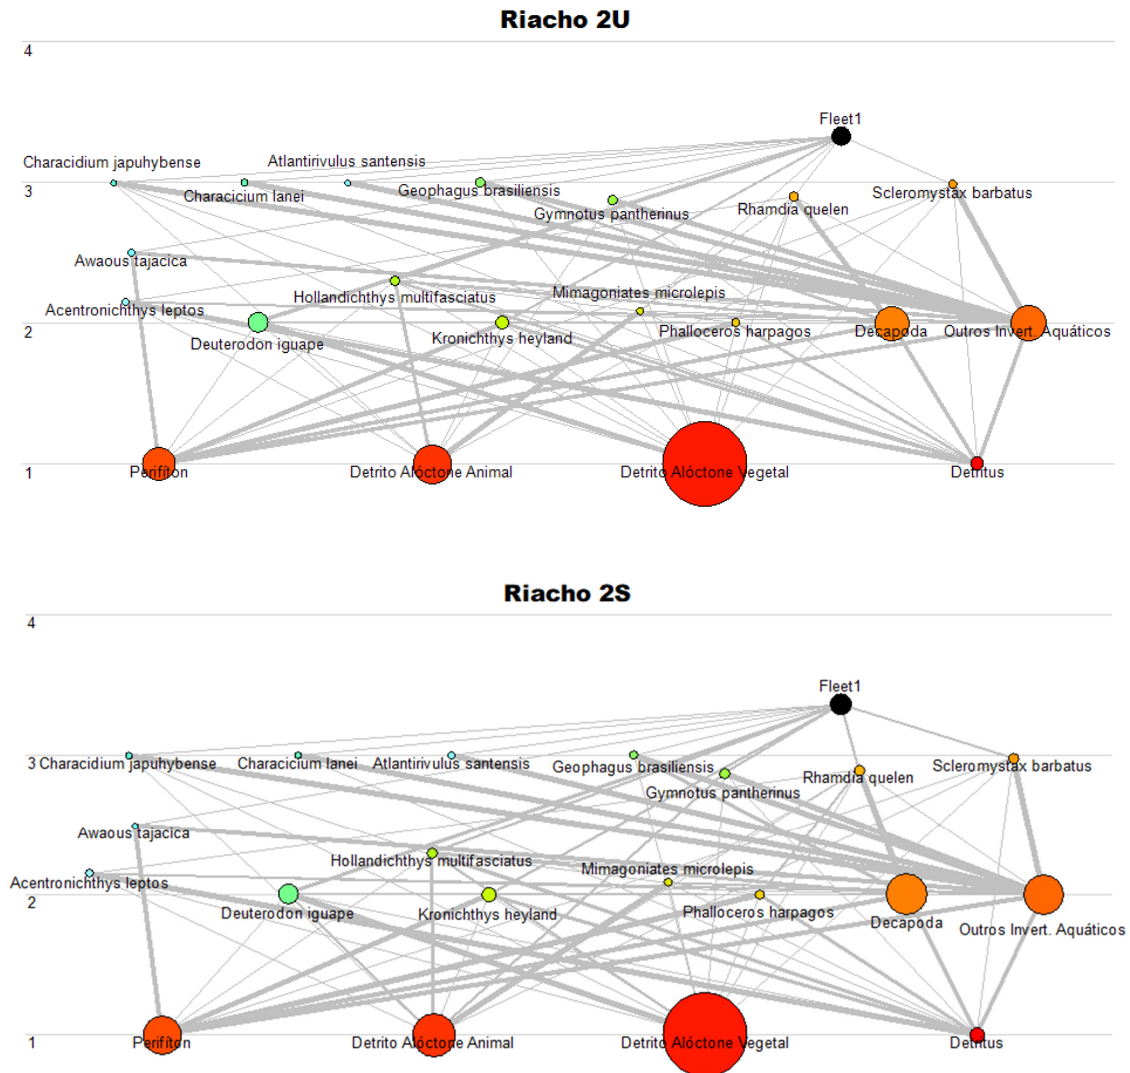 Riacho 2U
4
Fleet1
Characidium japuhybense
Atlantirivulus santensis
3
Characicium lanei
Geophagus brasiliensis
Gymnotus pantherinus
Rhamdia quelen
Scleromystax barbatus
Awaous tajacica
Acentronichthys leptos
Hollandichthys multifasciatus
Mimagoniates microlepis
2
Deuterodon iguape
Kronichthys heyland
Phalloceros harpagos
Decapoda
Outros Invert. Aquáticos
1
Perifíton
Detrito Alóctone Animal
Detrito Alóctone Vegetal
Detritus
Riacho 2S
4
Fleet1
3
Characidium japuhybense
Characicium lanei
Atlantirivulus santensis
Geophagus brasiliensis
Gymnotus pantherinus
Rhamdia quelen
Scleromystax barbatus
Awaous tajacica
Acentronichthys leptos
Hollandichthys multifasciatus
Mimagoniates microlepis
2
Deuterodon iguape
Kronichthys heyland
Phalloceros harpagos
Decapoda
Outros Invert. Aquáticos
1
Perifíton
Detrito Alóctone Animal
Detrito Alóctone Vegetal
Detritus